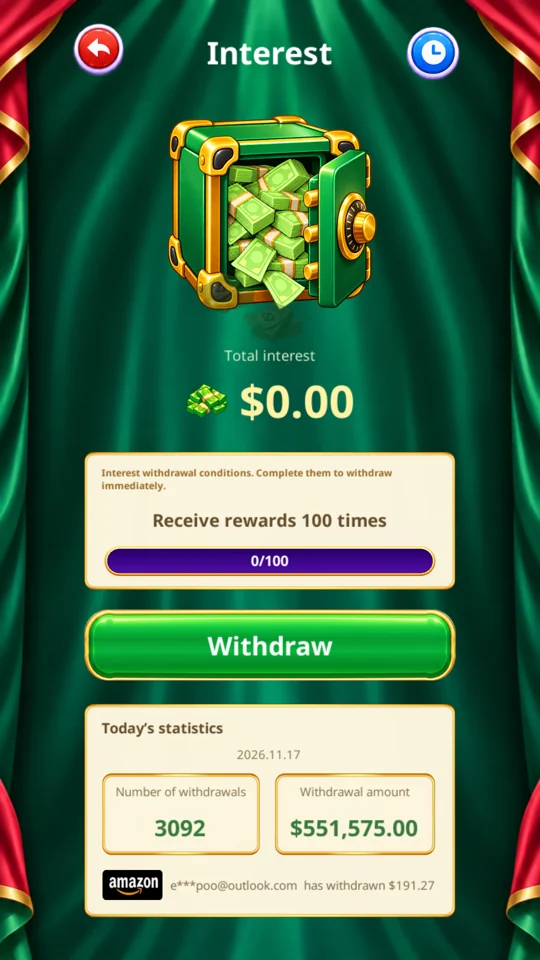 Interest
Total interest
$0.00
Interest withdrawal conditions. Complete them to withdraw
immediately.
Receive rewards 100 times
0/100
Withdraw
Today's statistics
2026.11.17
Number of withdrawals
3092
Withdrawal amount
$551,575.00
amazon e***poo@outlook.com has withdrawn $191.27